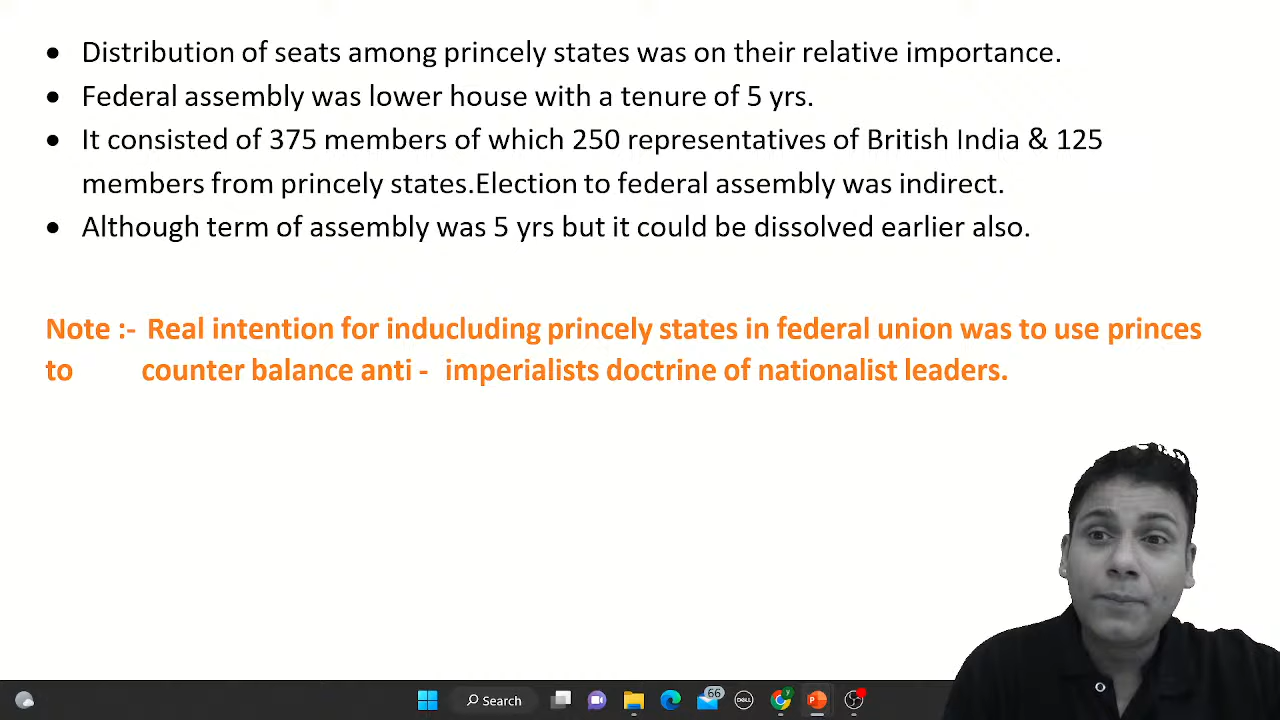 • Distribution of seats among princely states was on their relative importance.
• Federal assembly was lower house with a tenure of 5 yrs.
• It consisted of 375 members of which 250 representatives of British India & 125
members from princely states.Election to federal assembly was indirect.
• Although term of assembly was 5 yrs but it could be dissolved earlier also.
Note :- Real intention for inducluding princely states in federal union was to use princes
to counter balance anti - imperialists doctrine of nationalist leaders.
Search
66
DELL